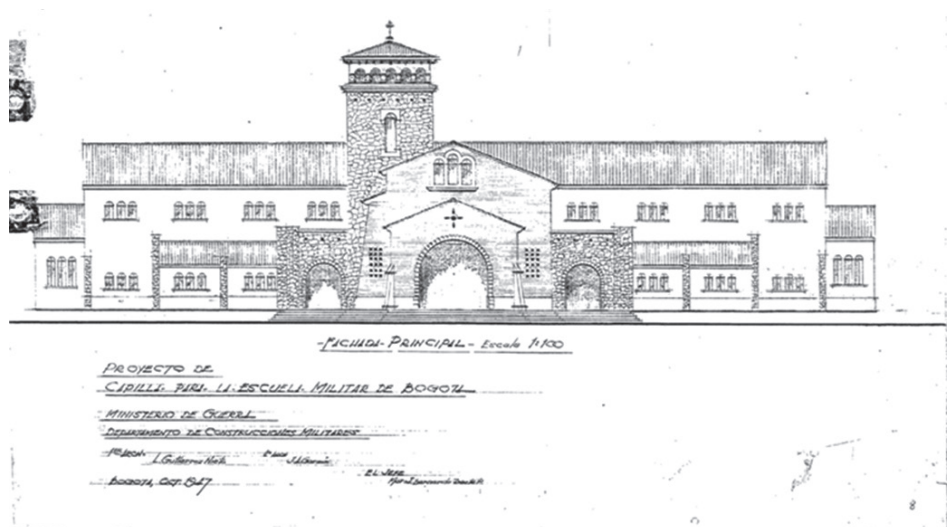 -FACHADA-PRINCIPAL- Escala 1:100
PROYECTO DE
CAPILLA PARA LA ESCUELA MILITAR DE BOGOTA
MINISTERIO DE GUERRA
DEPARTAMENTO DE CONSTRUCCIONES MILITARES
EL JEFE
BOGOTA, OCT. 1947
8